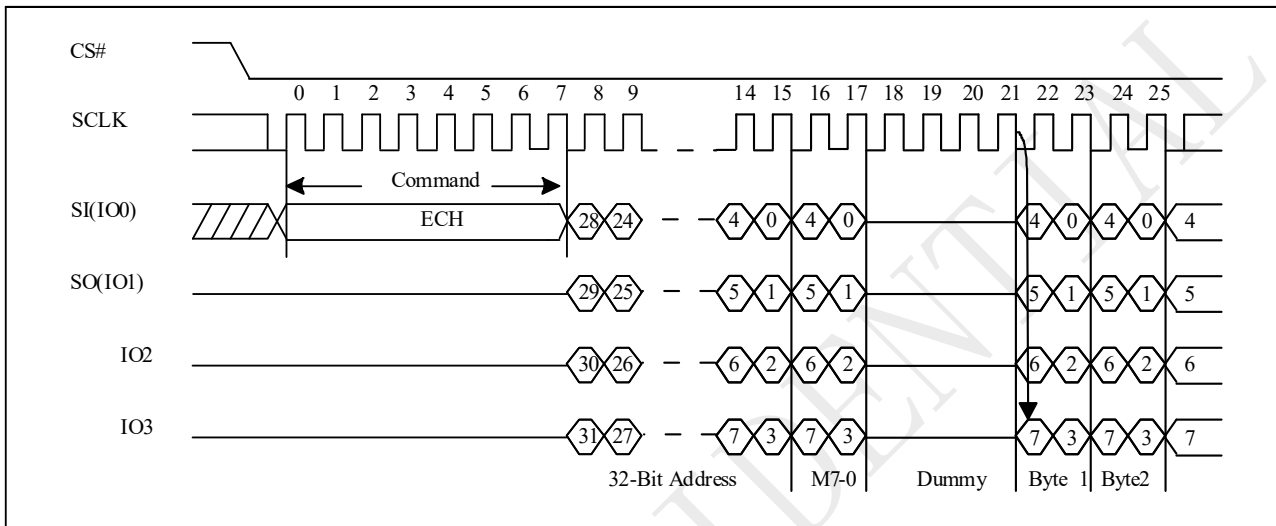 CS#
0 1 2 3 4 5 6 7 8 9 14 15 16 17 18 19 20 21 22 23 24 25
SCLK
Command
SI(IO0) ECH 28 24 4 0 4 0 4 0 4 0 4
SO(IO1) 29 25 5 1 5 1 5 1 5 1 5
IO2 30 26 6 2 6 2 6 2 6 2 6
IO3 31 27 7 3 7 3 7 3 7 3 7
32-Bit Address M7-0 Dummy Byte 1 Byte2
IDENTIAL